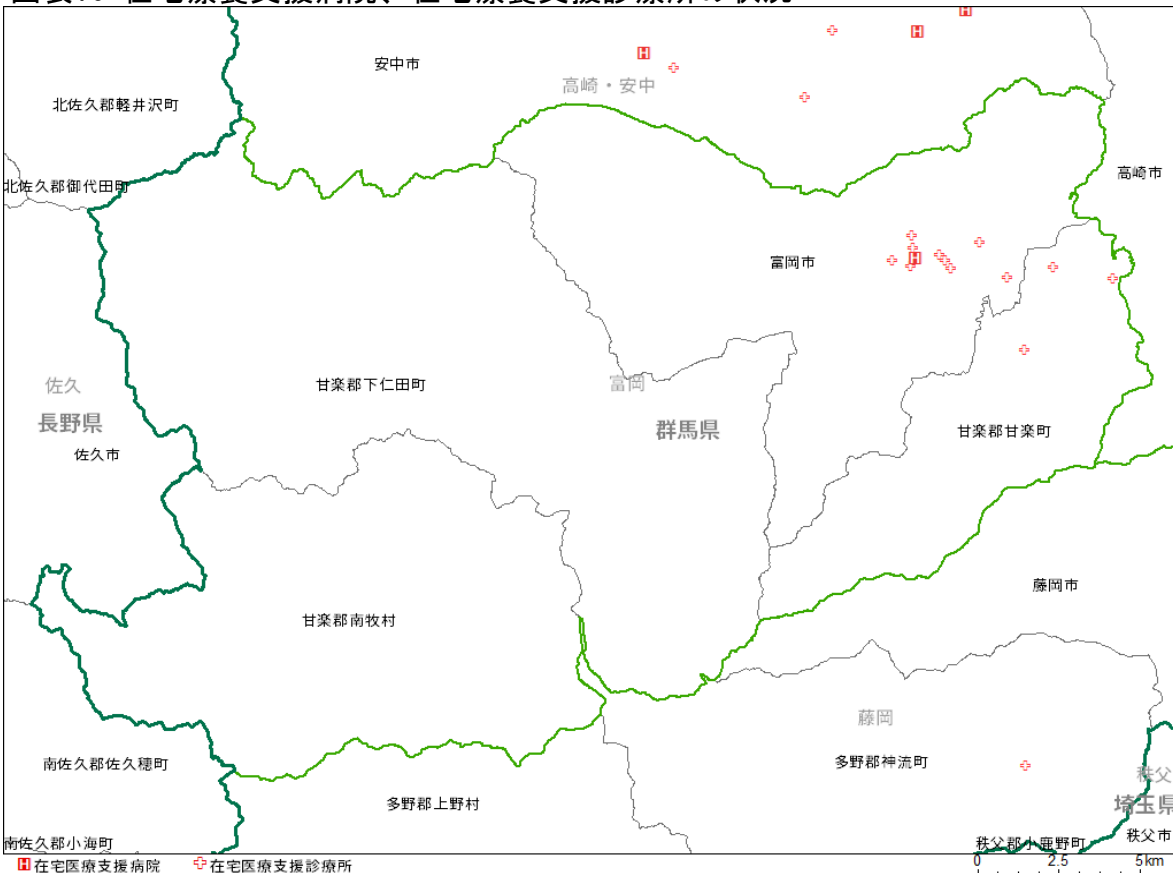 安中市
高崎・安中
北佐久郡軽井沢町
高崎市
北佐久郡御代田町
富岡市
佐久
甘楽郡下仁田町
富岡
長野県
群馬県
甘楽郡甘楽町
佐久市
藤岡市
甘楽郡南牧村
藤岡
南佐久郡佐久穂町
多野郡神流町
秩父
多野郡上野村
埼玉県
秩父市
南佐久郡小海町
秩父郡小鹿野町
H在宅医療支援病院 在宅医療支援診療所
0 2.5 5km